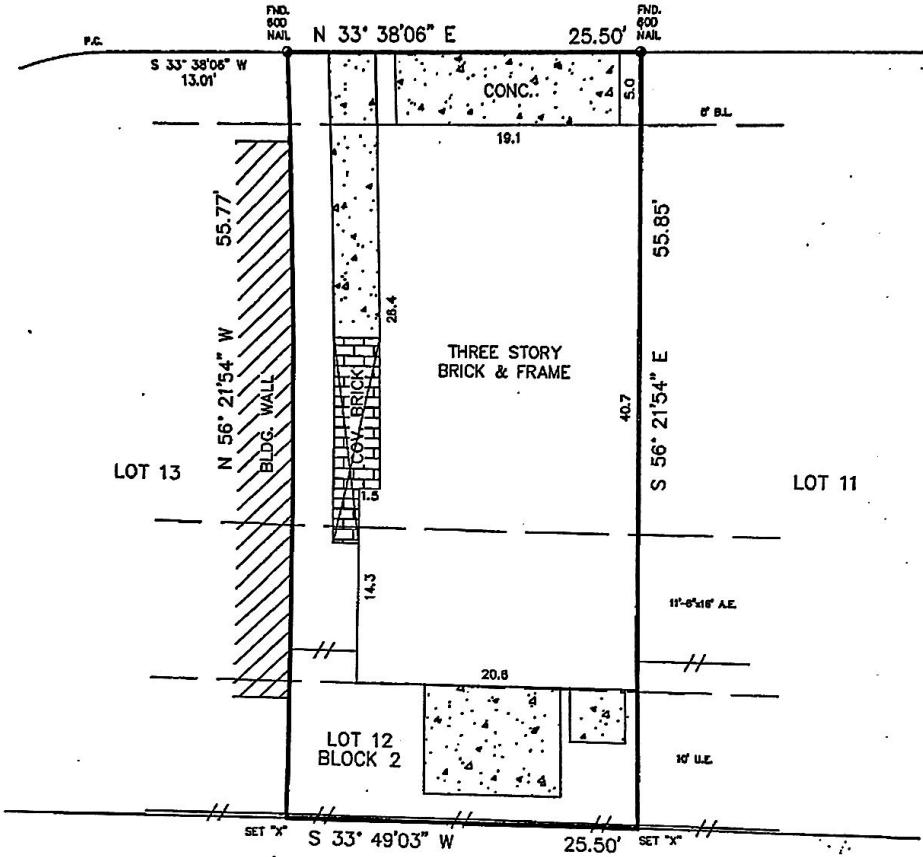 FND.
60D
NAIL
FND.
60D
NAIL
P.C.
N 33° 38'06" E
25.50'
S 33° 38'06" W
13.01'
CONC.
5.0
19.1
55.77'
N 56° 21'54" W
BLDG. WALL
28.4
COV. BRICK
1.5
14.3
THREE STORY
BRICK & FRAME
40.7
55.85'
S 56° 21'54" E
LOT 13
LOT 11
A.E.
20.6
LOT 12
BLOCK 2
10' U.E.
SET "X"
S 33° 49'03" W
25.50'
SET "X"
B.L.